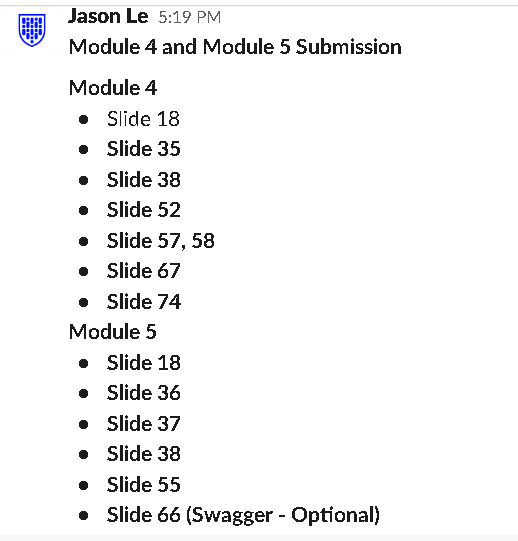 Jason Le 5:19 PM
Module 4 and Module 5 Submission
Module 4
● Slide 18
● Slide 35
● Slide 38
● Slide 52
● Slide 57, 58
● Slide 67
● Slide 74
Module 5
● Slide 18
● Slide 36
● Slide 37
● Slide 38
● Slide 55
● Slide 66 (Swagger - Optional)